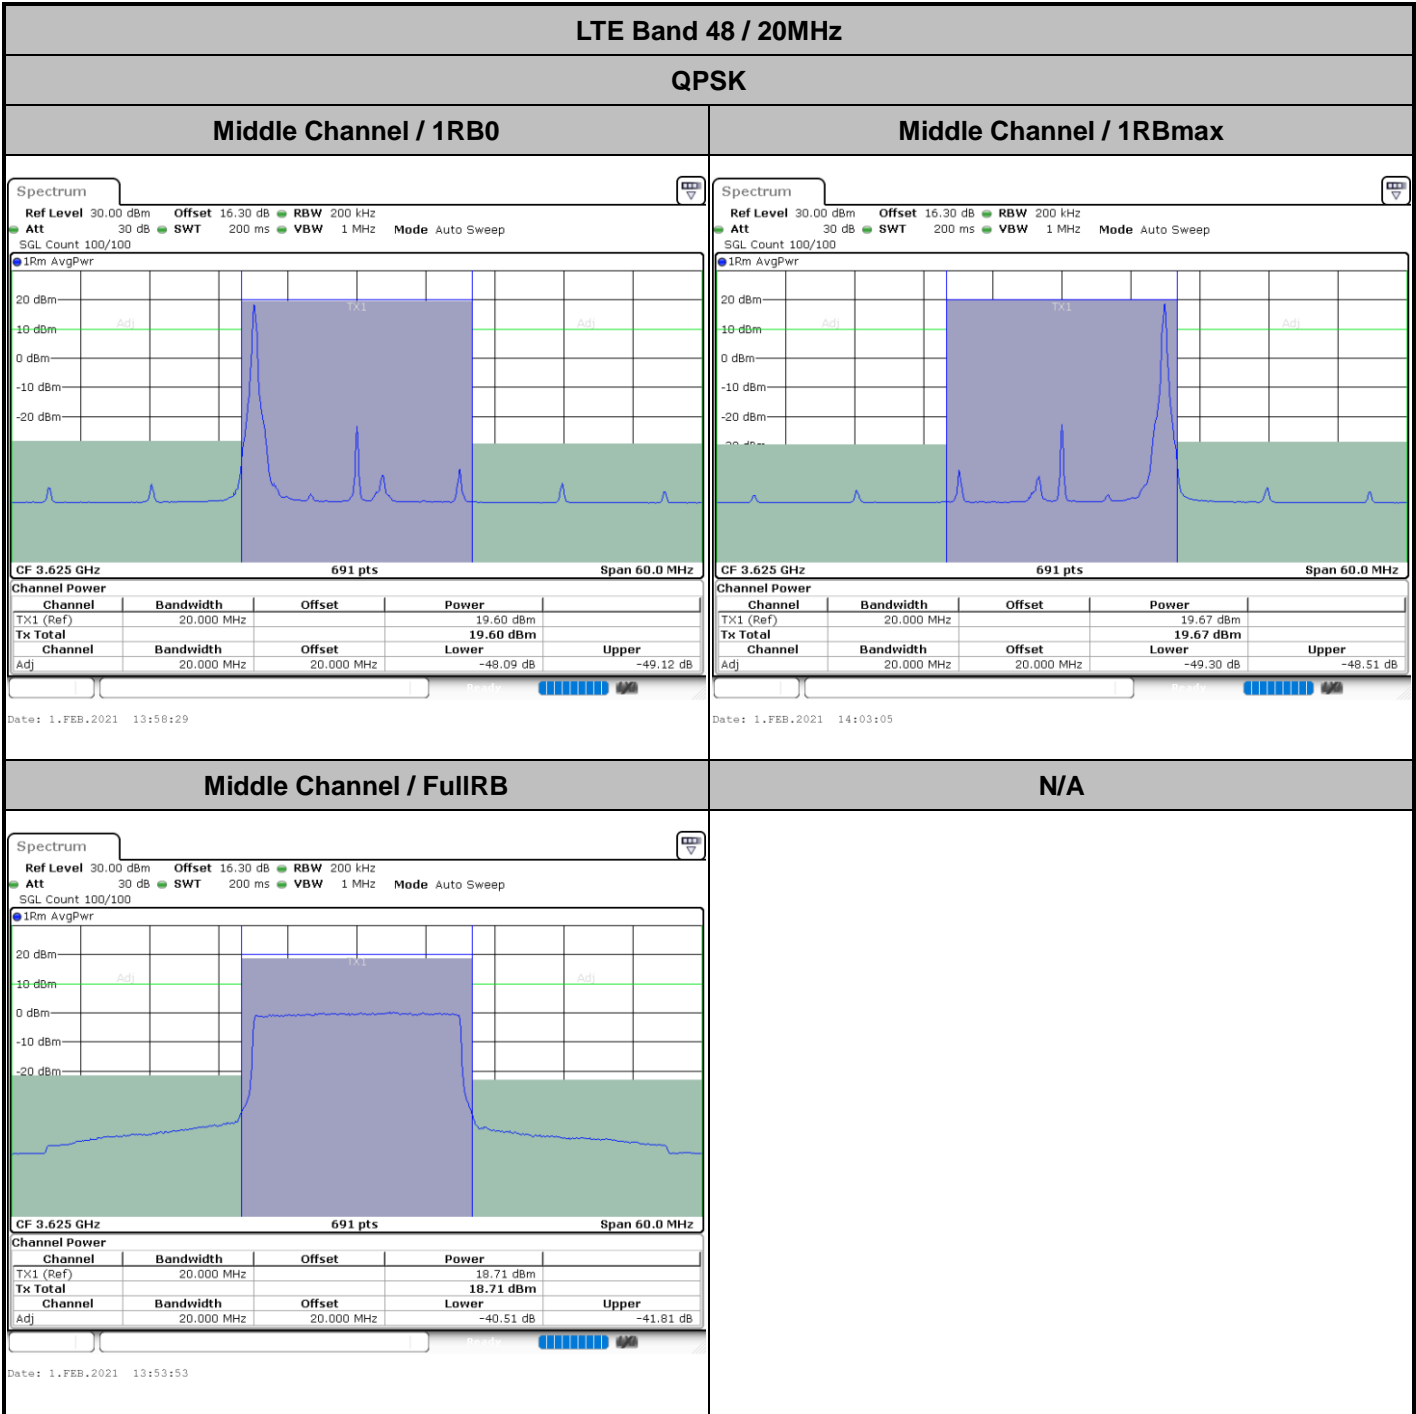 LTE Band 48 / 20MHz
QPSK
Middle Channel / 1RB0
Middle Channel / 1RBmax
Spectrum
Ref Level 30.00 dBm Offset 16.30 dB RBW 200 kHz
Att 30 dB SWT 200 ms VBW 1 MHz Mode Auto Sweep
SGL Count 100/100
1Rm AvgPwr
TX1
20 dBm
Adj
Adj
10 dBm
0 dBm
-10 dBm
-20 dBm
CF 3.625 GHz 691 pts Span 60.0 MHz
Channel Power
Channel Bandwidth Offset Power
TX1 (Ref) 20.000 MHz 19.60 dBm
Tx Total 19.60 dBm
Channel Bandwidth Offset Lower Upper
Adj 20.000 MHz 20.000 MHz -48.09 dB -49.12 dB
Ready
Date: 1.FEB.2021 13:58:29
Spectrum
Ref Level 30.00 dBm Offset 16.30 dB RBW 200 kHz
Att 30 dB SWT 200 ms VBW 1 MHz Mode Auto Sweep
SGL Count 100/100
1Rm AvgPwr
TX1
20 dBm
Adj
Adj
10 dBm
0 dBm
-10 dBm
-20 dBm
CF 3.625 GHz 691 pts Span 60.0 MHz
Channel Power
Channel Bandwidth Offset Power
TX1 (Ref) 20.000 MHz 19.67 dBm
Tx Total 19.67 dBm
Channel Bandwidth Offset Lower Upper
Adj 20.000 MHz 20.000 MHz -49.30 dB -48.51 dB
Ready
Date: 1.FEB.2021 14:03:05
Middle Channel / FullRB
N/A
Spectrum
Ref Level 30.00 dBm Offset 16.30 dB RBW 200 kHz
Att 30 dB SWT 200 ms VBW 1 MHz Mode Auto Sweep
SGL Count 100/100
1Rm AvgPwr
20 dBm
TX1
Adj
Adj
10 dBm
0 dBm
-10 dBm
-20 dBm
CF 3.625 GHz 691 pts Span 60.0 MHz
Channel Power
Channel Bandwidth Offset Power
TX1 (Ref) 20.000 MHz 18.71 dBm
Tx Total 18.71 dBm
Channel Bandwidth Offset Lower Upper
Adj 20.000 MHz 20.000 MHz -40.51 dB -41.81 dB
Ready
Date: 1.FEB.2021 13:53:53